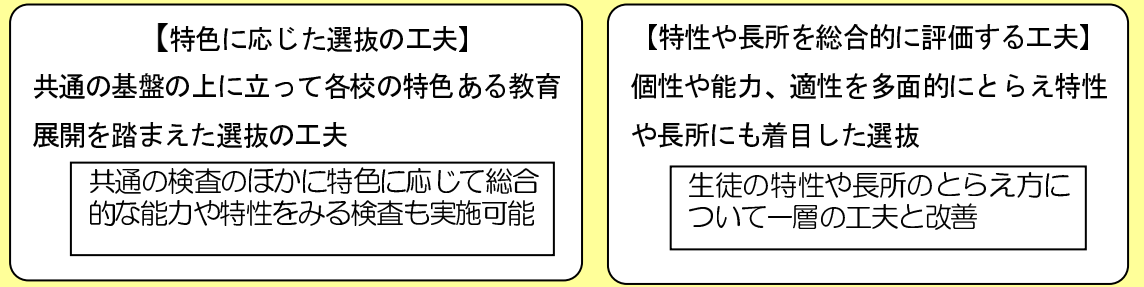 【特色に応じた選抜の工夫】
共通の基盤の上に立って各校の特色ある教育
展開を踏まえた選抜の工夫
共通の検査のほかに特色に応じて総合
的な能力や特性をみる検査も実施可能
【特性や長所を総合的に評価する工夫】
個性や能力、適性を多面的にとらえ特性
や長所にも着目した選抜
生徒の特性や長所のとらえ方に
ついて一層の工夫と改善